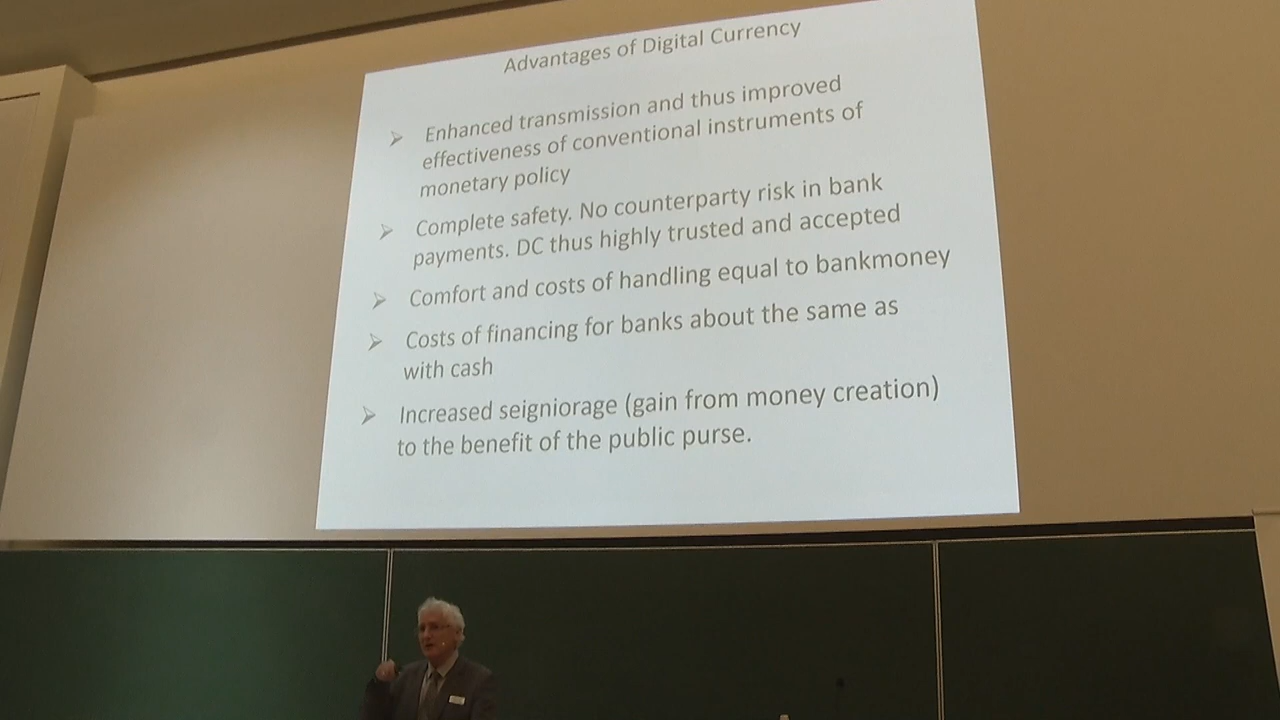 Advantages of Digital Currency
➢ Enhanced transmission and thus improved
effectiveness of conventional instruments of
monetary policy
➢ Complete safety. No counterparty risk in bank
payments. DC thus highly trusted and accepted
➢ Comfort and costs of handling equal to bankmoney
➢ Costs of financing for banks about the same as
with cash
➢ Increased seigniorage (gain from money creation)
to the benefit of the public purse.